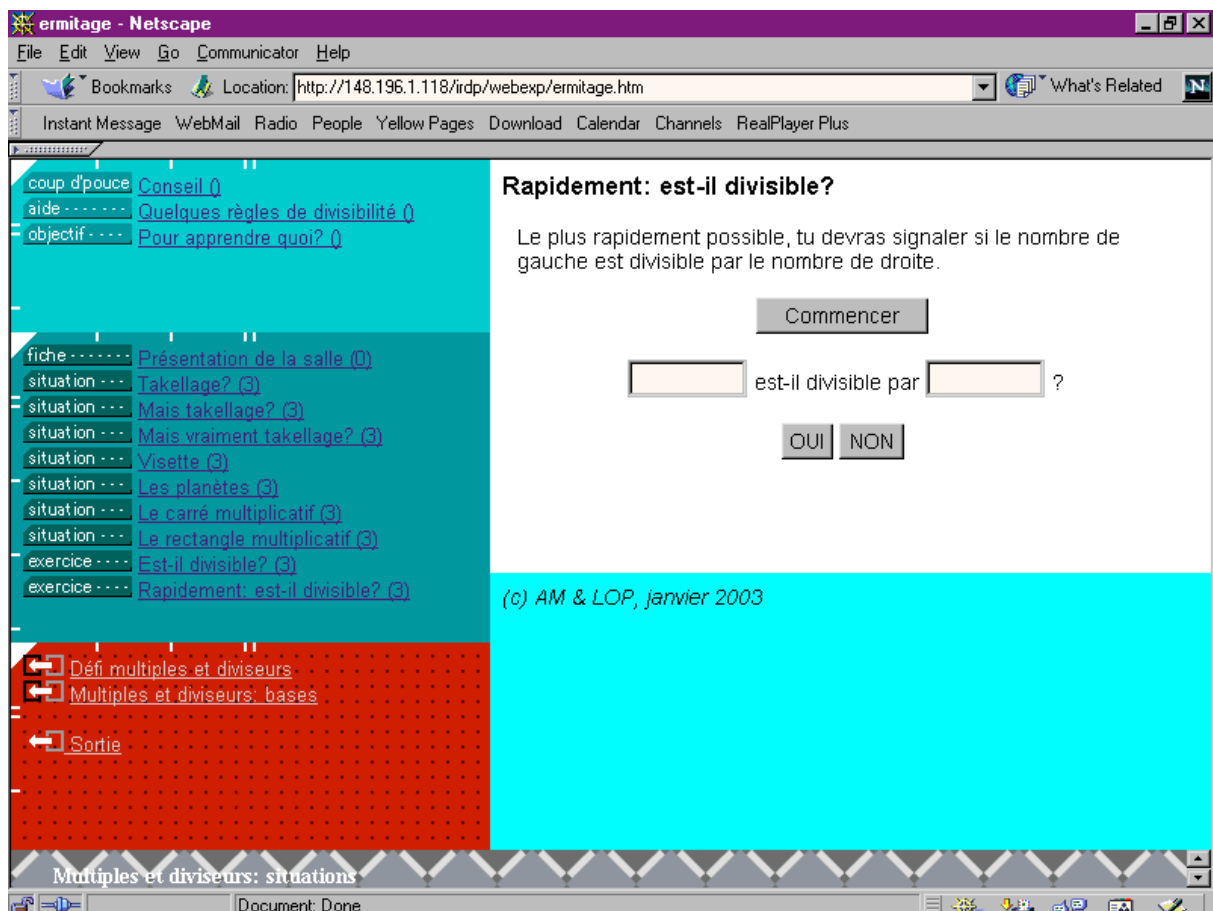 ermitage - Netscape
File Edit View Go Communicator Help
Bookmarks Location: http://148.196.1.118/irdp/webexp/ermitage.htm What's Related N
Instant Message WebMail Radio People Yellow Pages Download Calendar Channels RealPlayer Plus
coup d'pouce Conseil ()
aide ------- Quelques règles de divisibilité ()
objectif ---- Pour apprendre quoi? ()
fiche ------- Présentation de la salle (0)
situation --- Takellage? (3)
situation --- Mais takellage? (3)
situation --- Mais vraiment takellage? (3)
situation --- Visette (3)
situation --- Les planètes (3)
situation --- Le carré multiplicatif (3)
situation --- Le rectangle multiplicatif (3)
exercice ---- Est-il divisible? (3)
exercice ---- Rapidement: est-il divisible? (3)
Défi multiples et diviseurs
Multiples et diviseurs: bases
Sortie
Rapidement: est-il divisible?
Le plus rapidement possible, tu devras signaler si le nombre de
gauche est divisible par le nombre de droite.
Commencer
est-il divisible par ?
OUI NON
(c) AM & LOP, janvier 2003
Multiples et diviseurs: situations
Document: Done